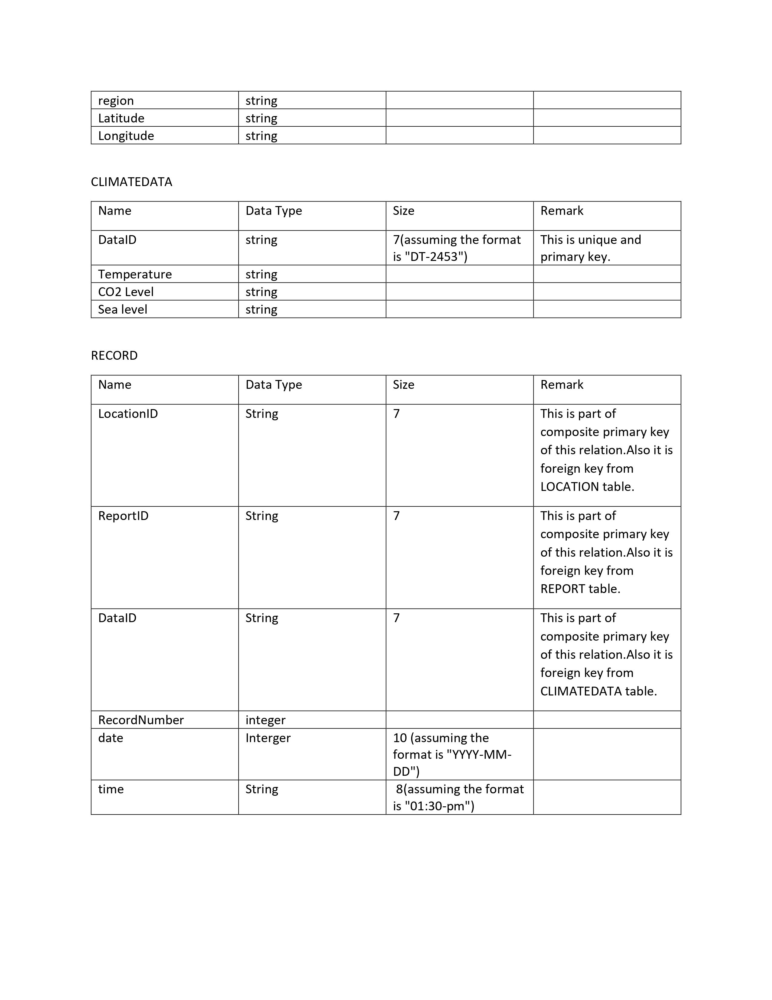 region string
Latitude string
Longitude string
CLIMATEDATA
Name Data Type Size Remark
DataID string 7(assuming the format This is unique and
is "DT-2453") primary key.
Temperature string
CO2 Level string
Sea level string
RECORD
Name Data Type Size Remark
LocationID String 7 This is part of
composite primary key
of this relation.Also it is
foreign key from
LOCATION table.
ReportID String 7 This is part of
composite primary key
of this relation.Also it is
foreign key from
REPORT table.
DataID String 7 This is part of
composite primary key
of this relation.Also it is
foreign key from
CLIMATEDATA table.
RecordNumber integer
date Interger 10 (assuming the
format is "YYYY-MM-
DD")
time String 8(assuming the format
is "01:30-pm")